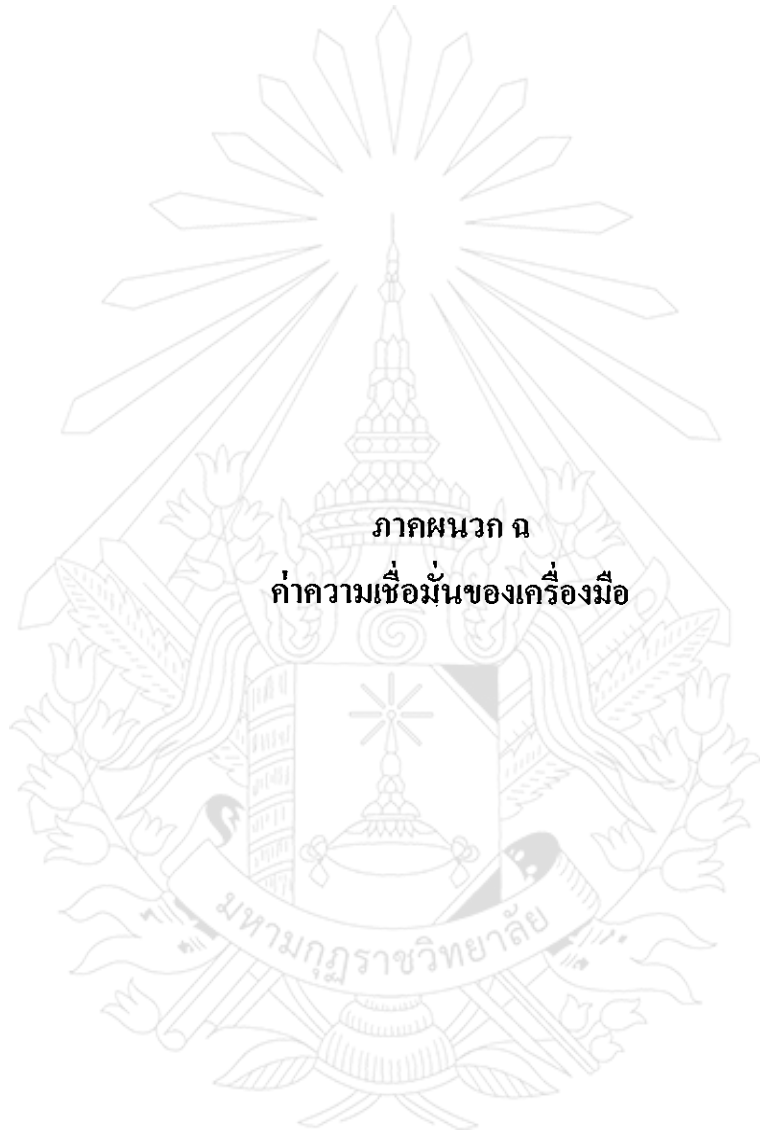 ภาคผนวก ฉ
ค่าความเชื่อมั่นของเครื่องมือ
มหามกุฏราชวิทยาลัย